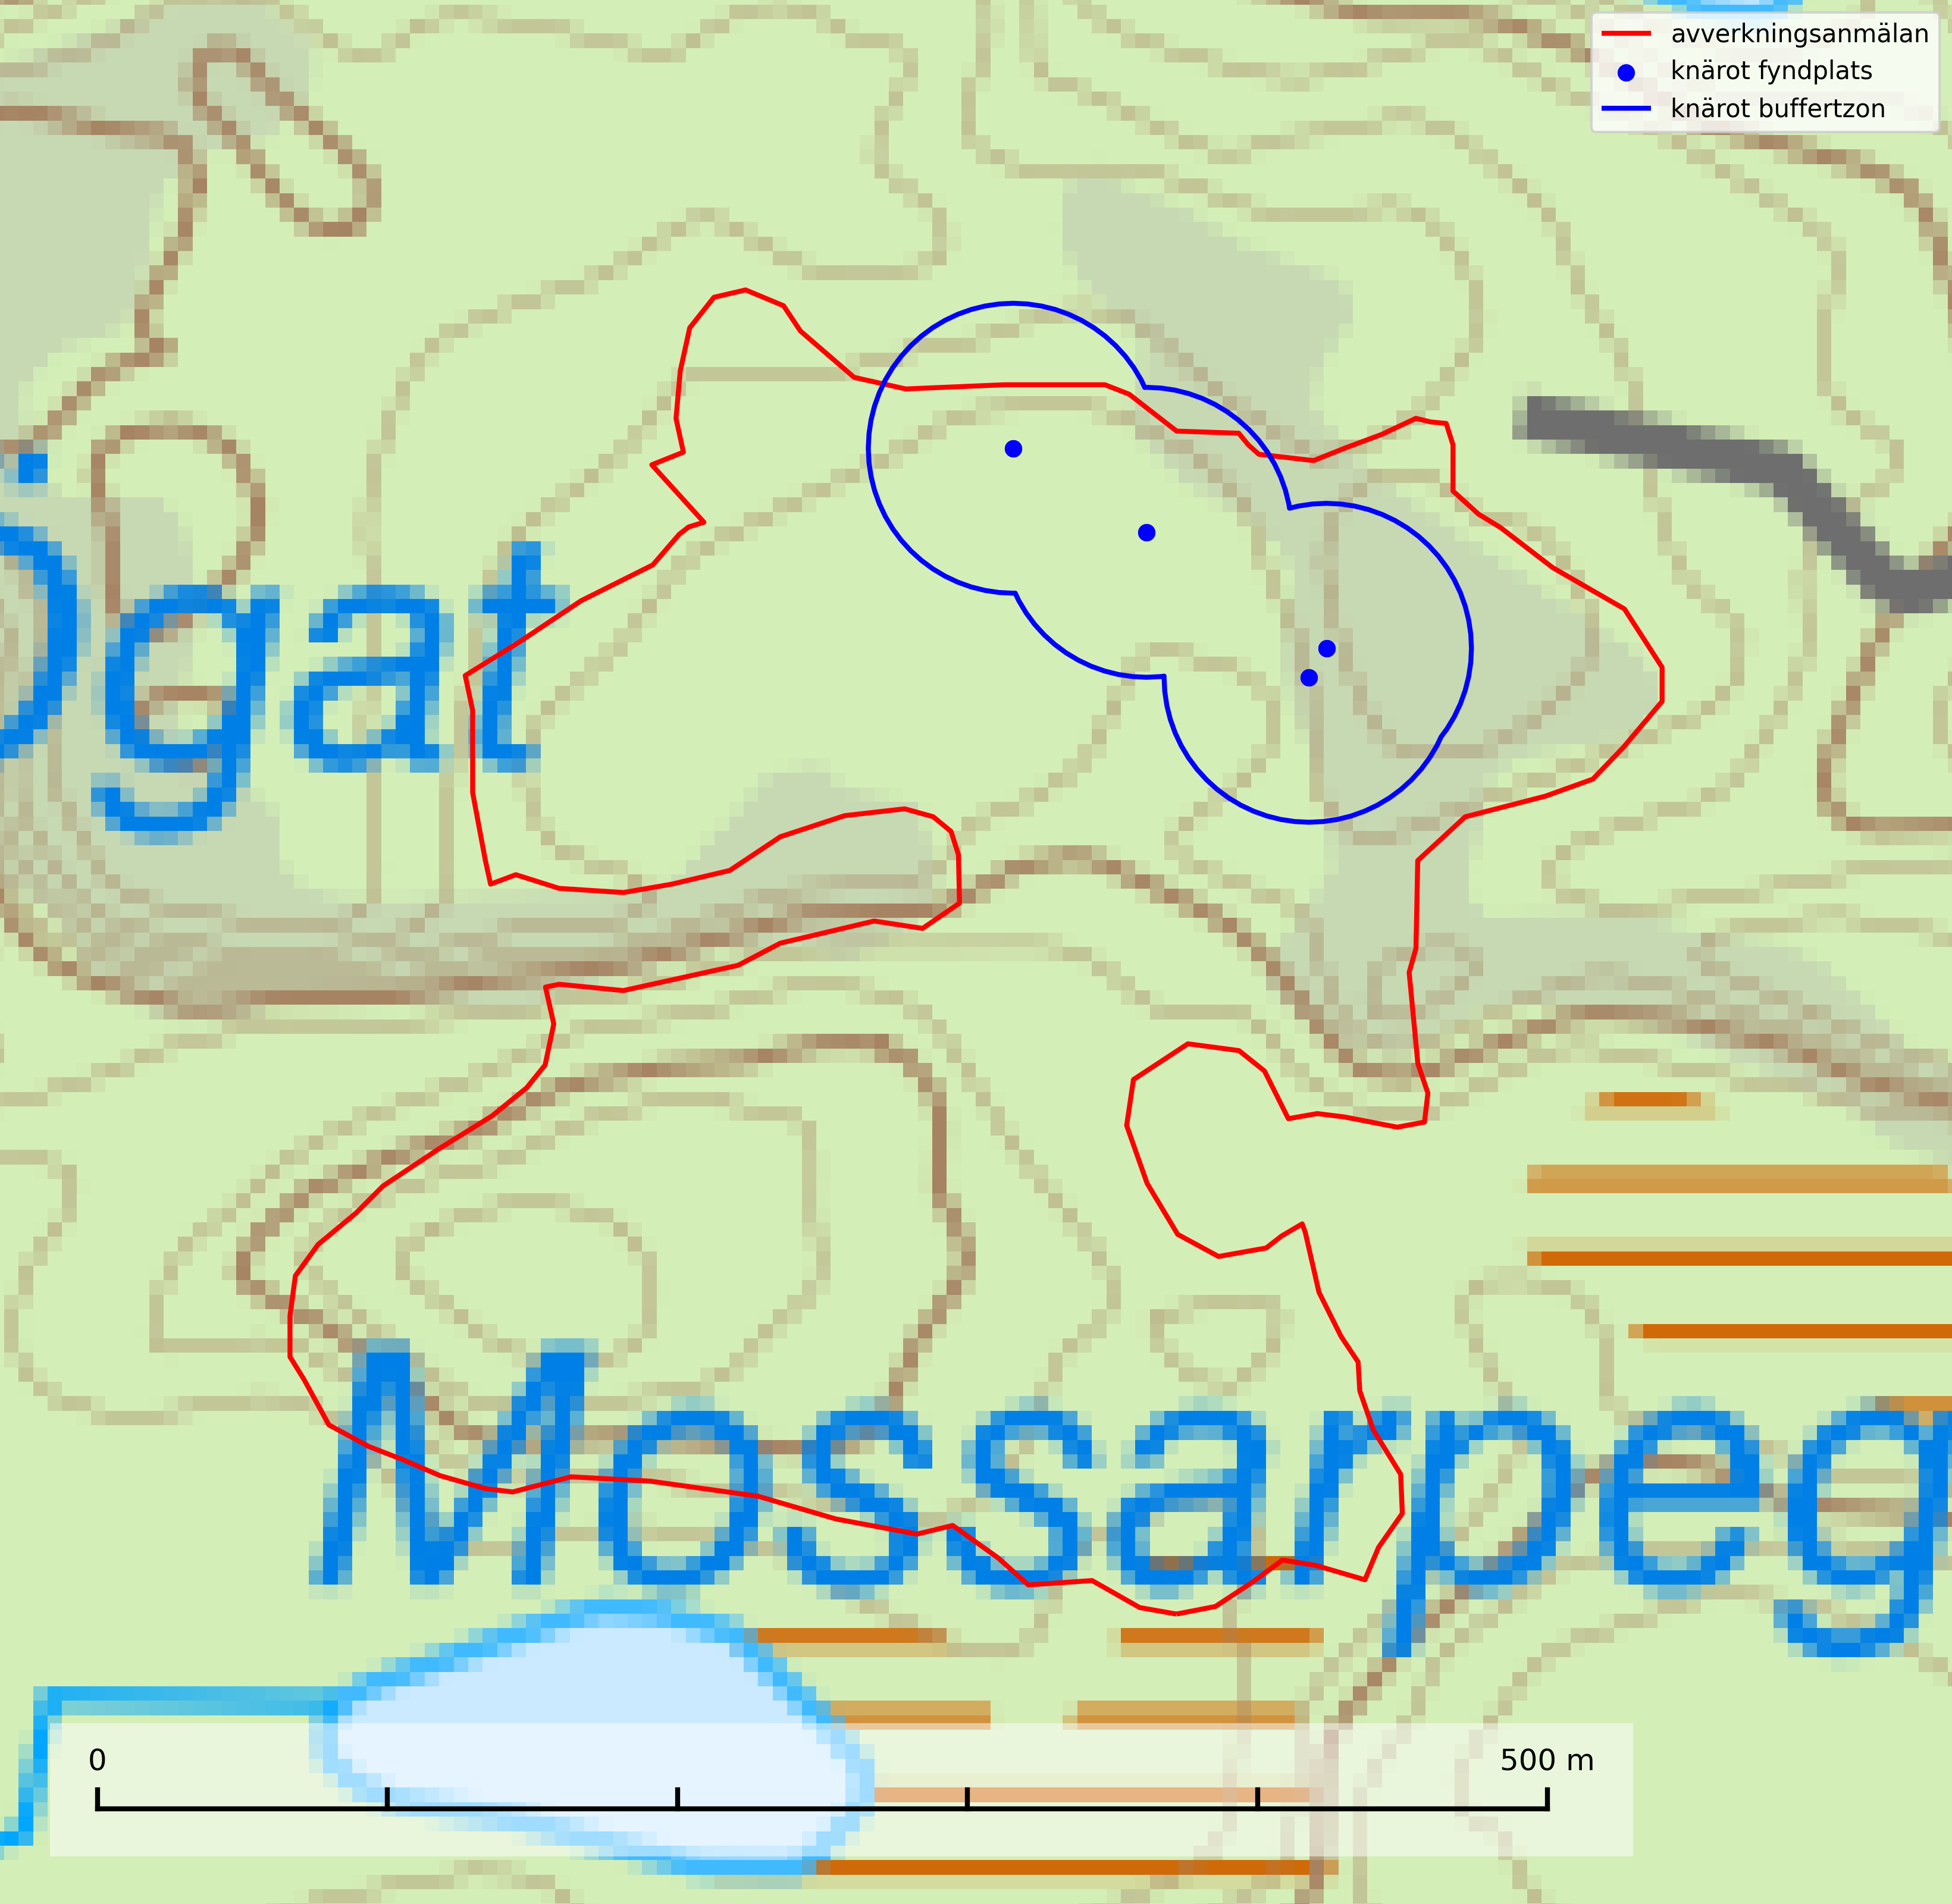 avverkningsanmälan
knärot fyndplats
knärot buffertzon
gat
Mossarpeg
0 500 m